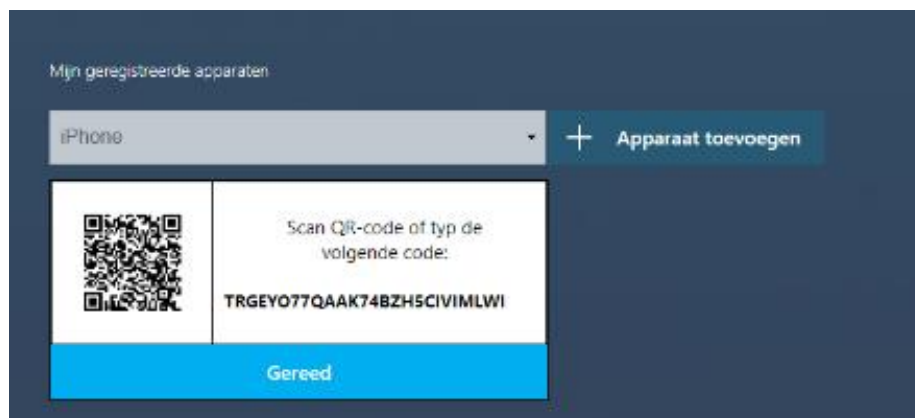 Mijn geregistreerde apparaten
iPhone
Apparaat toevoegen
Scan QR-code of typ de
volgende code:
TRGEYO77QAAK74BZH5CIVIMLWI
Gereed